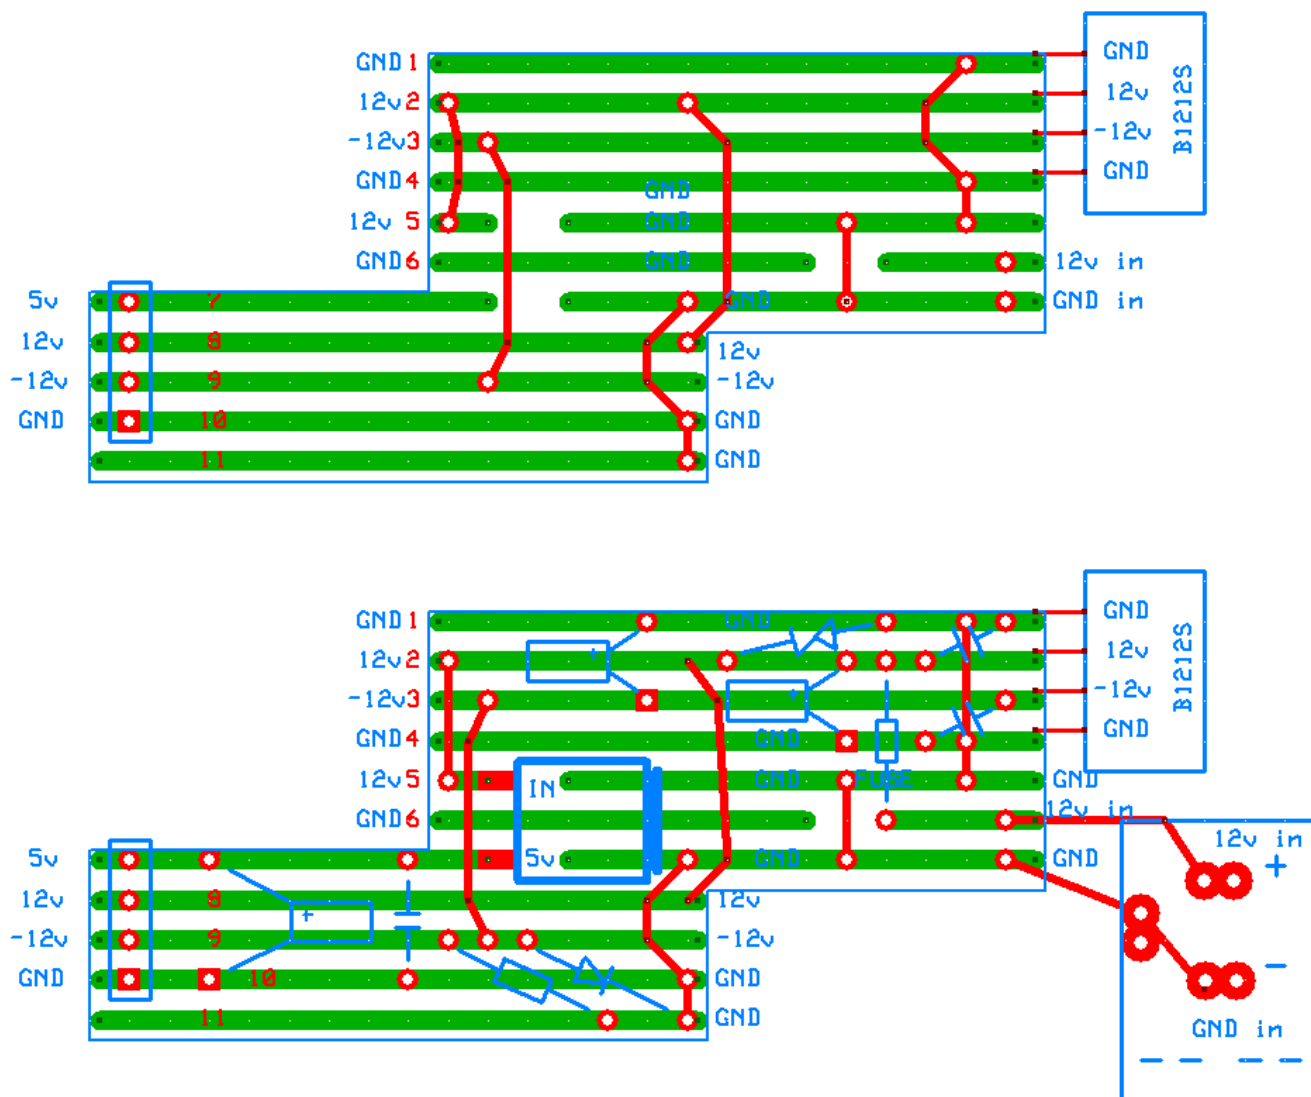 GND 1
GND
12v 2
12v
-12v 3
-12v
B1212S
GND 4
GND
GND
12v 5
GND
GND 6
GND
12v in
5v
7
GND
GND in
12v
8
12v
-12v
9
-12v
GND
10
GND
11
GND
GND 1
GND
GND
12v 2
+
12v
-12v 3
+
-12v
B1212S
GND 4
GND
GND
12v 5
IN
GND
FUSE
GND
GND 6
12v in
12v in
+
5v
5v
GND
GND
12v
8
12v
+
-12v
9
-12v
GND
10
GND
11
GND
GND in